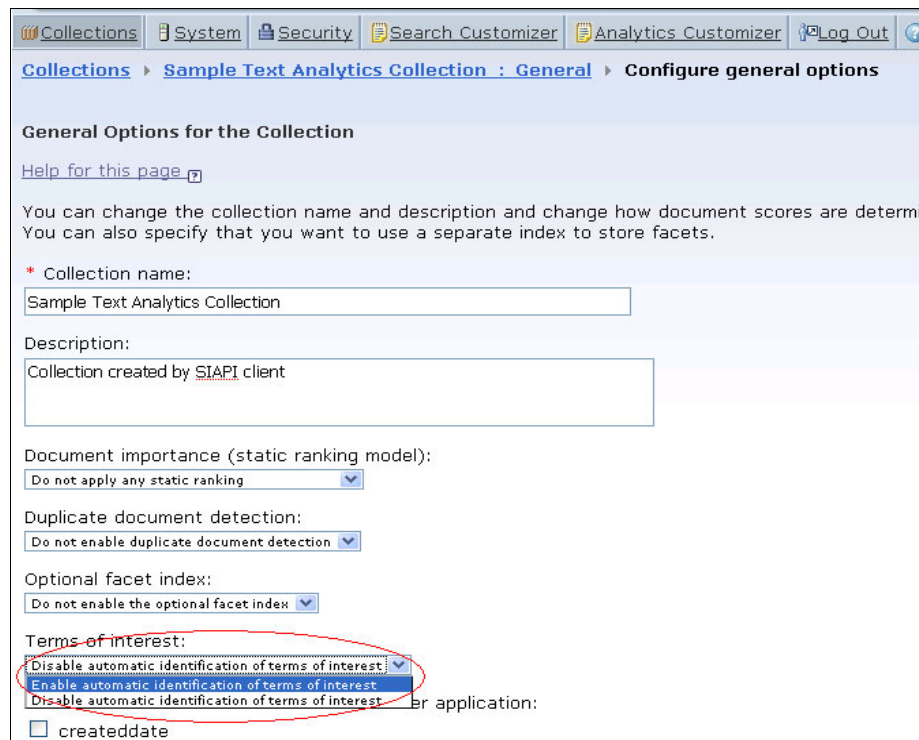 Collections System Security Search Customizer Analytics Customizer Log Out ?
Collections Sample Text Analytics Collection : General Configure general options
General Options for the Collection
Help for this page ?
You can change the collection name and description and change how document scores are determi
You can also specify that you want to use a separate index to store facets.
* Collection name:
Sample Text Analytics Collection
Description:
Collection created by SIAPI client
Document importance (static ranking model):
Do not apply any static ranking
Duplicate document detection:
Do not enable duplicate document detection
Optional facet index:
Do not enable the optional facet index
Terms of interest:
Disable automatic identification of terms of interest
Enable automatic identification of terms of interest
Disable automatic identification of terms of interest
er application:
createddate